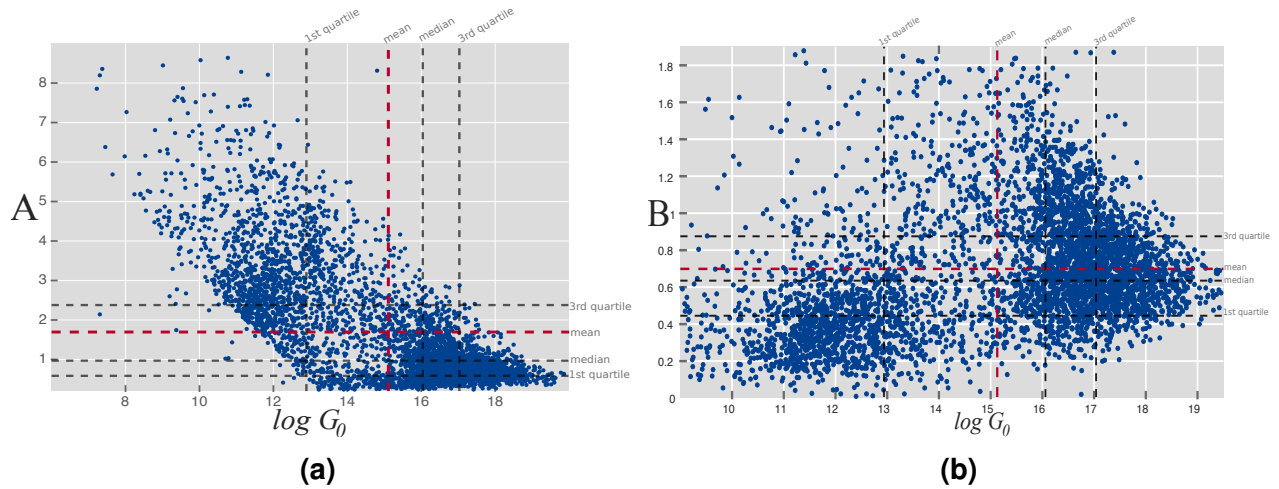 1st quartile
mean
median
3rd quartile
8
7
6
5
4
3
2
1
A
3rd quartile
mean
median
1st quartile
8 10 12 14 16 18
log G0
(a)
1st quartile
mean
median
3rd quartile
1.8
1.6
1.4
1.2
1
0.8
0.6
0.4
0.2
0
B
3rd quartile
mean
median
1st quartile
10 11 12 13 14 15 16 17 18 19
log G0
(b)